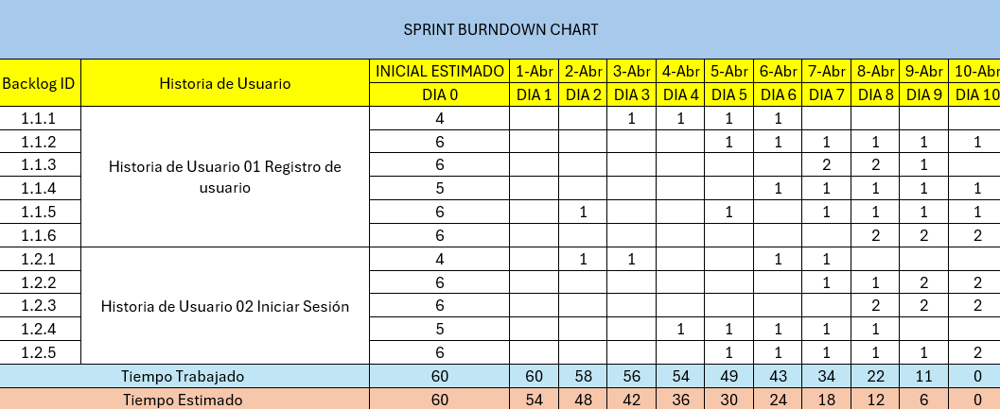 SPRINT BURNDOWN CHART
Backlog ID Historia de Usuario INICIAL ESTIMADO 1-Abr 2-Abr 3-Abr 4-Abr 5-Abr 6-Abr 7-Abr 8-Abr 9-Abr 10-Abr
DIA 0 DIA 1 DIA 2 DIA 3 DIA 4 DIA 5 DIA 6 DIA 7 DIA 8 DIA 9 DIA 10
1.1.1 4 1 1 1 1
1.1.2 6 1 1 1 1 1 1
1.1.3 Historia de Usuario 01 Registro de 6 2 2 1
usuario
1.1.4 5 1 1 1 1 1
1.1.5 6 1 1 1 1 1 1
1.1.6 6 2 2 2
1.2.1 4 1 1 1 1
1.2.2 6 1 1 2 2
1.2.3 Historia de Usuario 02 Iniciar Sesión 6 2 2 2
1.2.4 5 1 1 1 1 1
1.2.5 6 1 1 1 1 1 2
Tiempo Trabajado 60 60 58 56 54 49 43 34 22 11 0
Tiempo Estimado 60 54 48 42 36 30 24 18 12 6 0